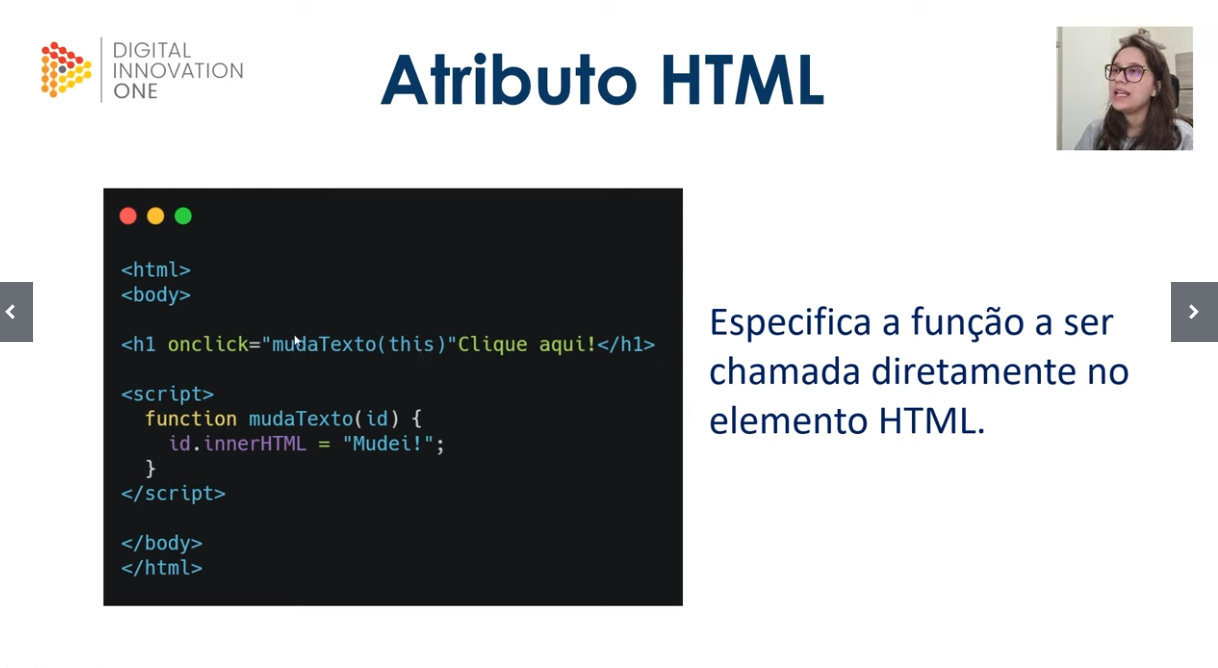 DIGITAL
INNOVATION
ONE
Atributo HTML
<html>
<body>
<h1 onclick="mudaTexto(this)"Clique aqui!</h1>
<script>
function mudaTexto(id) {
id.innerHTML = "Mudei!";
}
</script>
</body>
</html>
Especifica a função a ser
chamada diretamente no
elemento HTML.